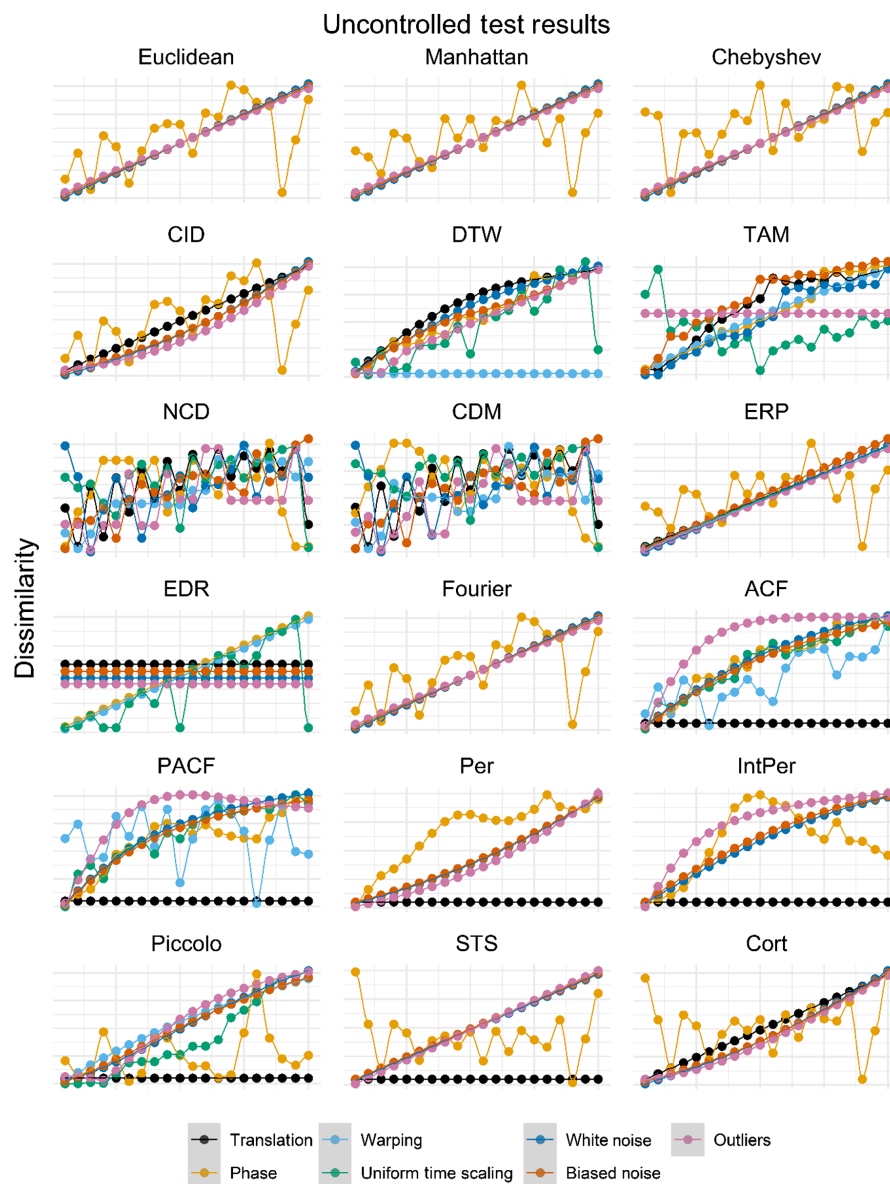 Uncontrolled test results
Euclidean
Manhattan
Chebyshev
CID
DTW
TAM
NCD
CDM
ERP
Dissimilarity
EDR
Fourier
ACF
PACF
Per
IntPer
Piccolo
STS
Cort
Translation
Warping
White noise
Outliers
Phase
Uniform time scaling
Biased noise